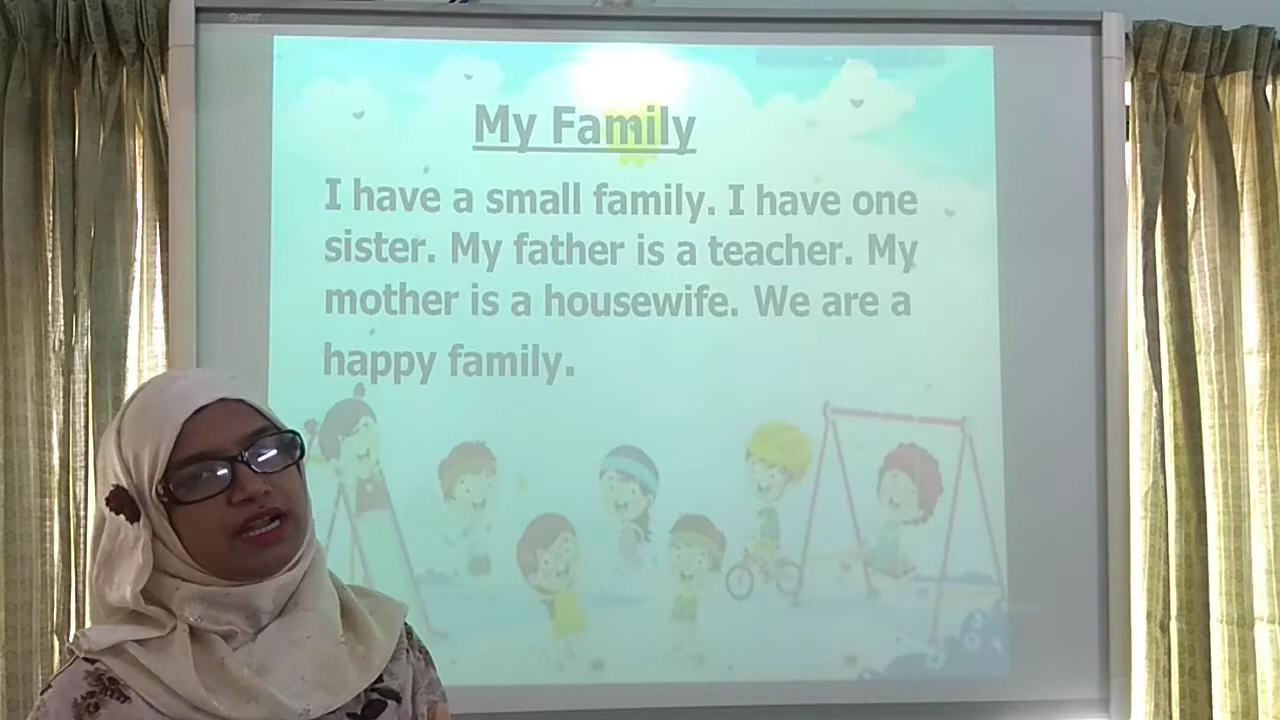 SMART
My Family
I have a small family. I have one
sister. My father is a teacher. My
mother is a housewife. We are a
happy family.